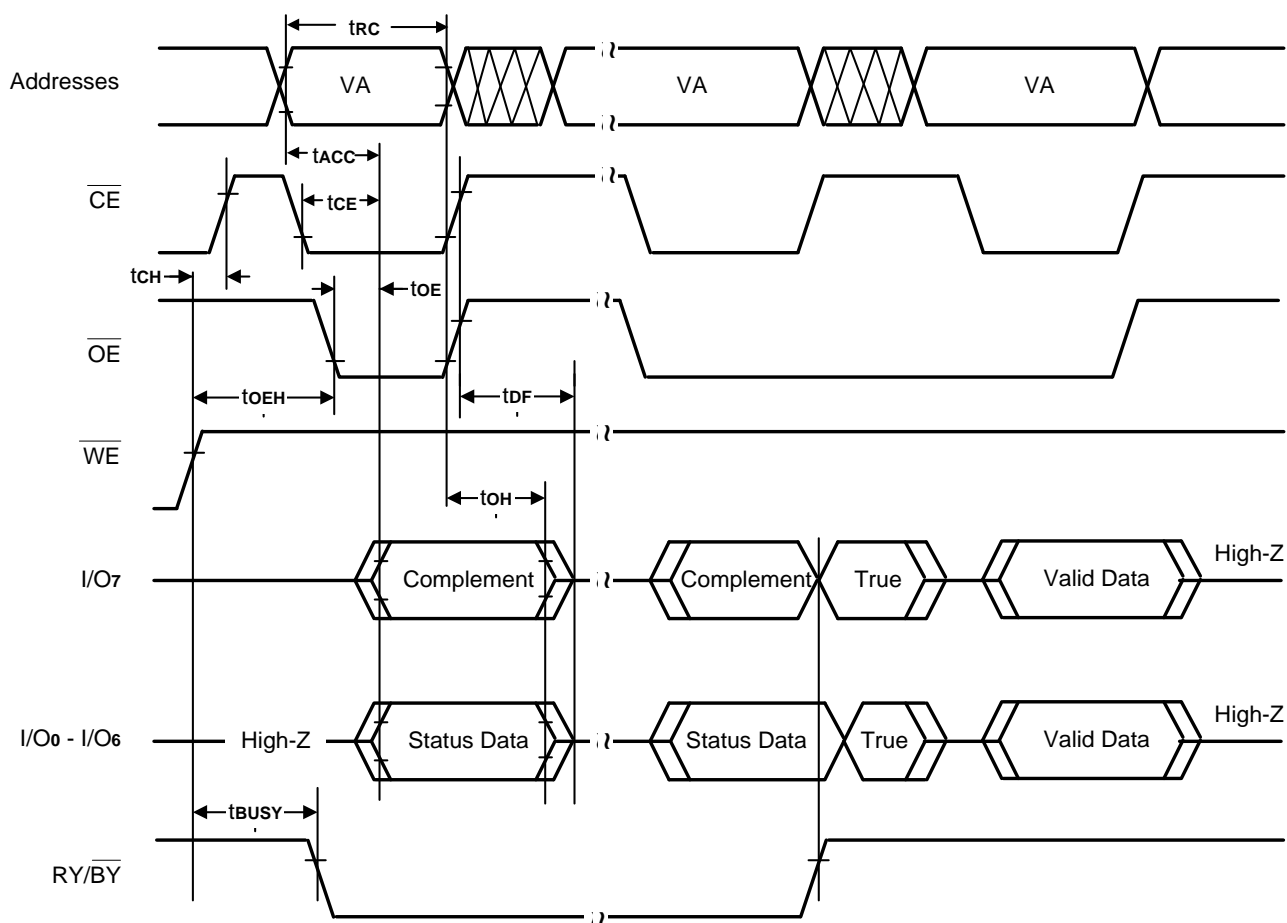 tRC
Addresses VA VA VA
tACC
CE tCE
tCH tOE
OE
tOEH tDF
WE
tOH
I/O7 Complement Complement True Valid Data High-Z
I/O0 - I/O6 High-Z Status Data Status Data True Valid Data High-Z
tBUSY
RY/BY